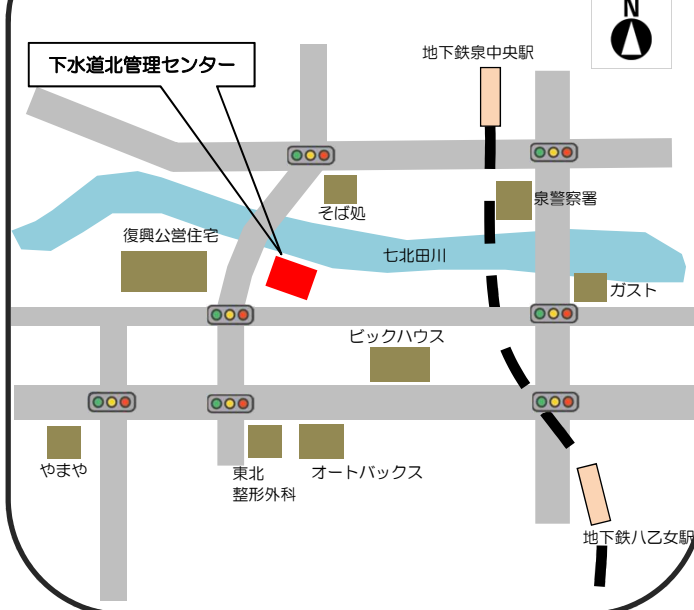 N
地下鉄泉中央駅
下水道北管理センター
泉警察署
そば処
復興公営住宅
七北田川
ガスト
ビックハウス
やまや
東北
整形外科
オートバックス
地下鉄八乙女駅